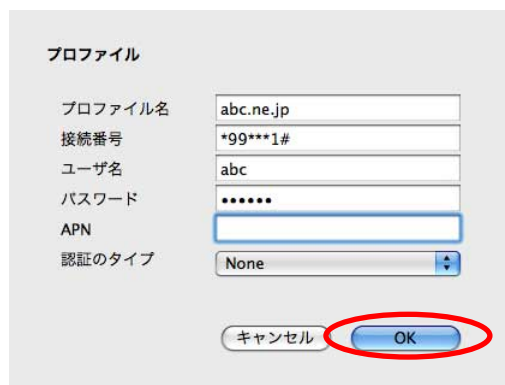 プロファイル
プロファイル名 abc.ne.jp
接続番号 *99***1#
ユーザ名 abc
パスワード ••••••
APN
認証のタイプ None
キャンセル OK